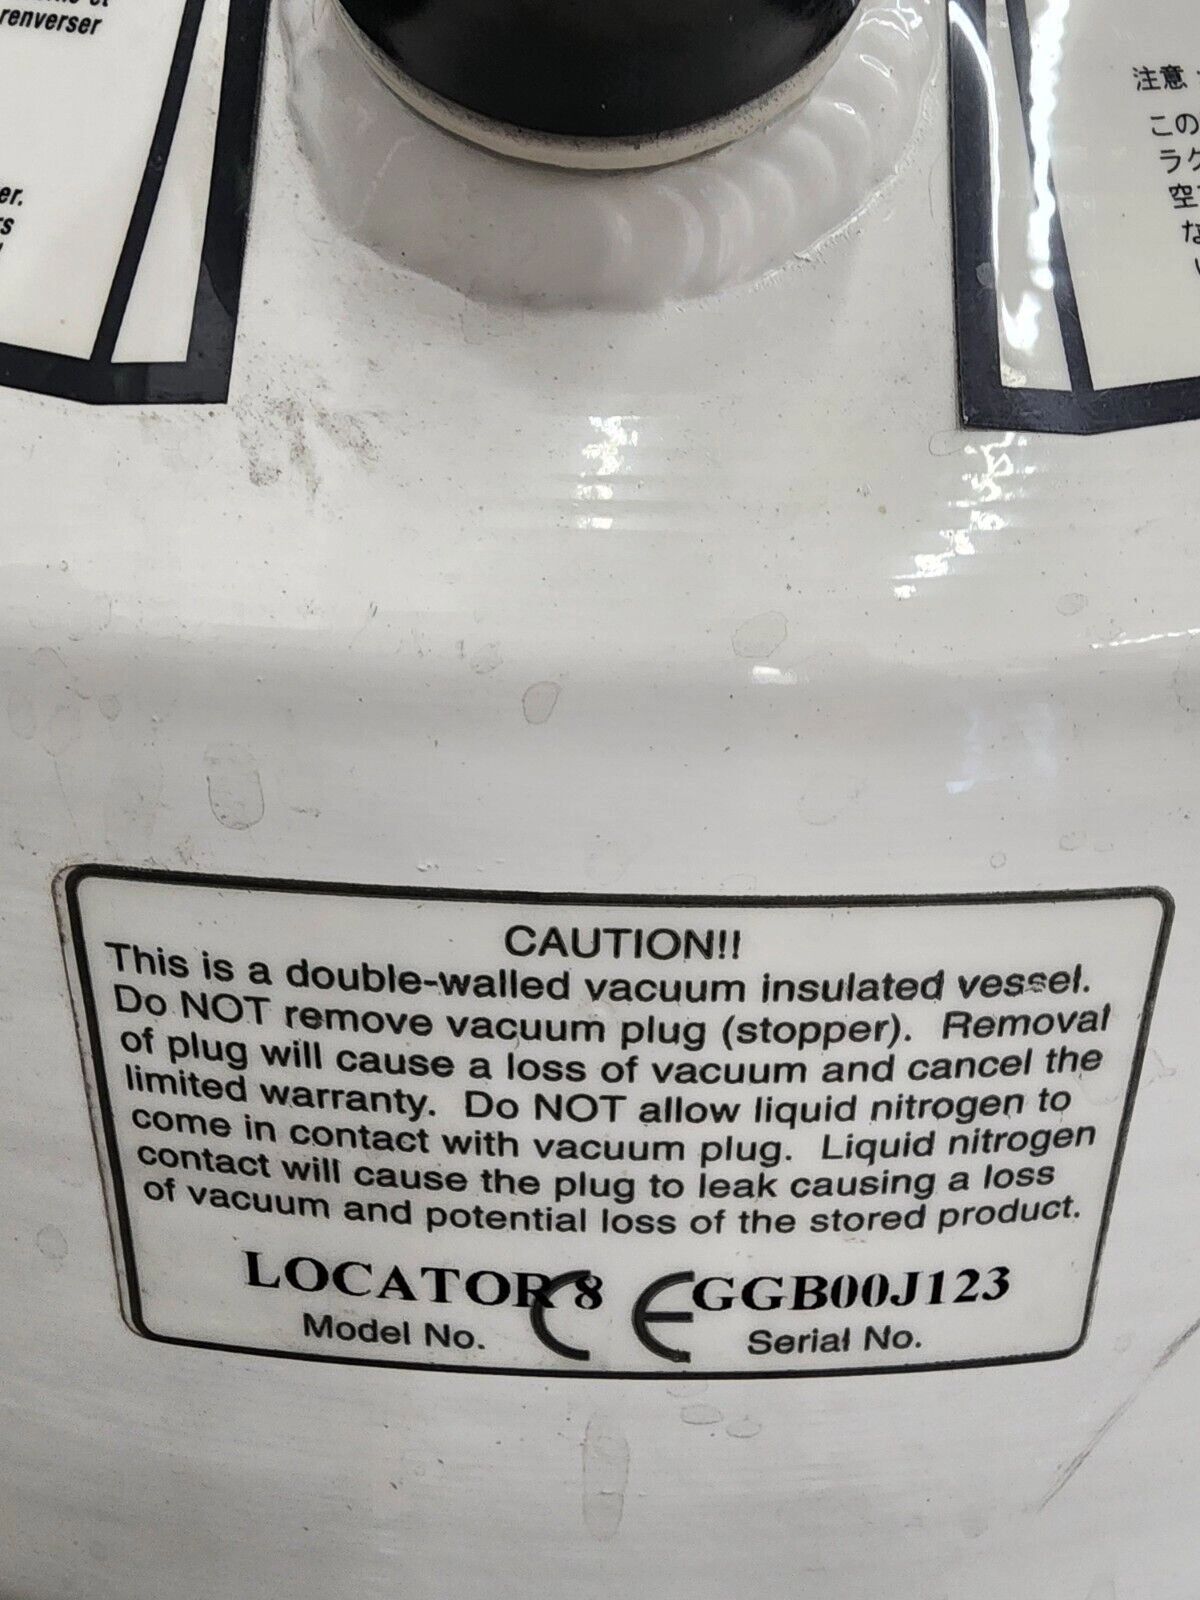 et
renverser
er.
rs
注意
この
ラク
空
な
い
CAUTION!!
This is a double-walled vacuum insulated vessel.
Do NOT remove vacuum plug (stopper). Removal
of plug will cause a loss of vacuum and cancel the
limited warranty. Do NOT allow liquid nitrogen to
come in contact with vacuum plug. Liquid nitrogen
contact will cause the plug to leak causing a loss
of vacuum and potential loss of the stored product.
LOCATOR 8 CE GGB00J123
Model No. Serial No.